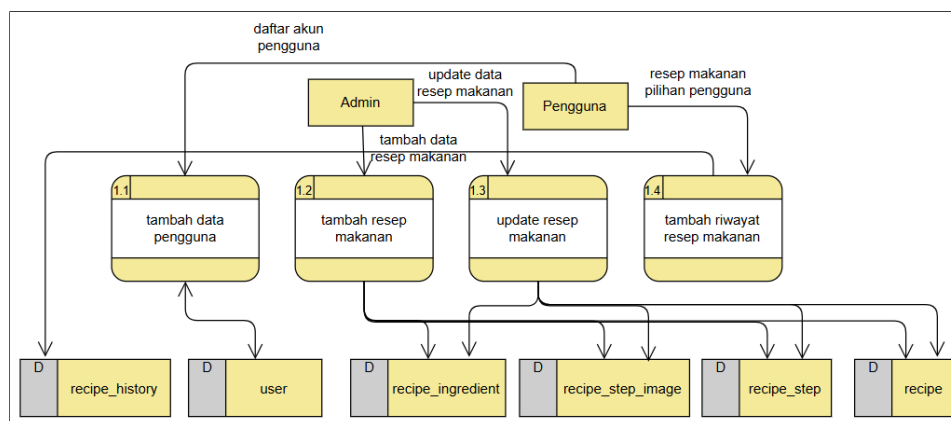 daftar akun
pengguna
update data
resep makanan
resep makanan
pilihan pengguna
Admin
Pengguna
tambah data
resep makanan
1.1
tambah data
pengguna
1.2
tambah resep
makanan
1.3
update resep
makanan
1.4
tambah riwayat
resep makanan
D
recipe_history
D
user
D
recipe_ingredient
D
recipe_step_image
D
recipe_step
D
recipe